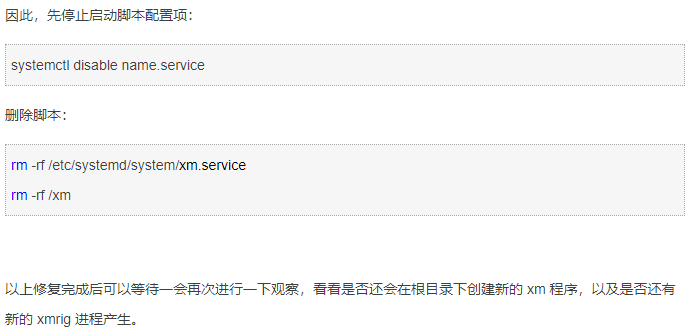 因此，先停止启动脚本配置项：
systemctl disable name.service
删除脚本：
rm -rf /etc/systemd/system/xm.service
rm -rf /xm
以上修复完成后可以等待一会再次进行一下观察，看看是否还会在根目录下创建新的 xm 程序，以及是否还有
新的 xmrig 进程产生。